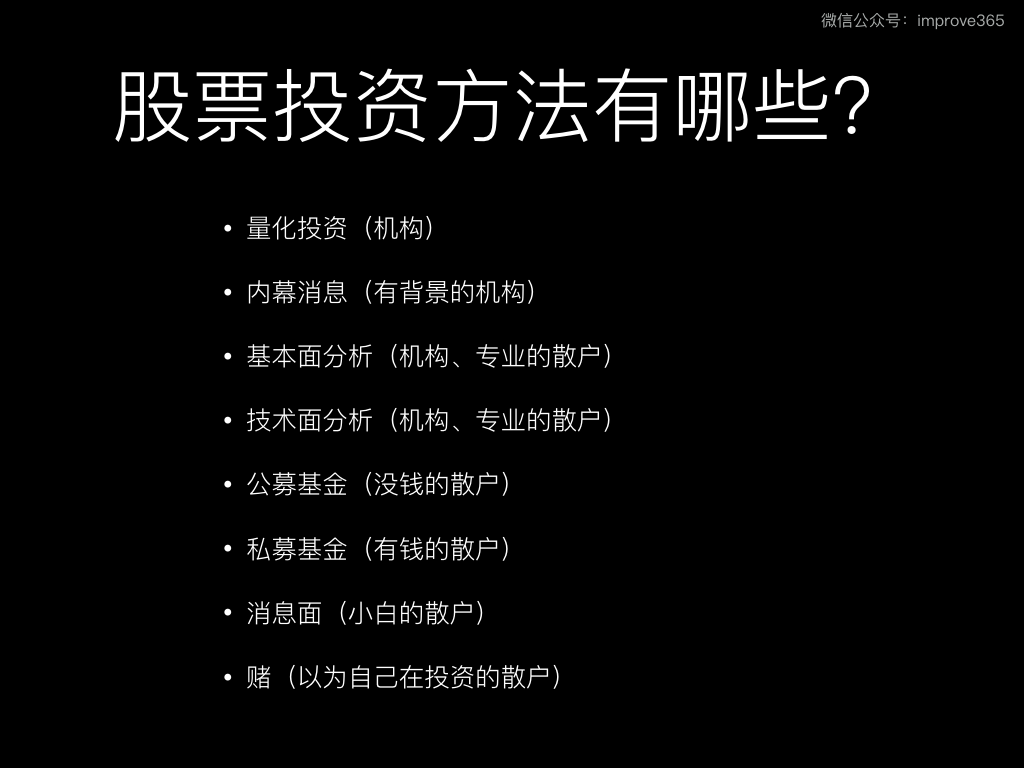 微信公众号：improve365
股票投资方法有哪些？
• 量化投资（机构）
• 内幕消息（有背景的机构）
• 基本面分析（机构、专业的散户）
• 技术面分析（机构、专业的散户）
• 公募基金（没钱的散户）
• 私募基金（有钱的散户）
• 消息面（小白的散户）
• 赌（以为自己在投资的散户）